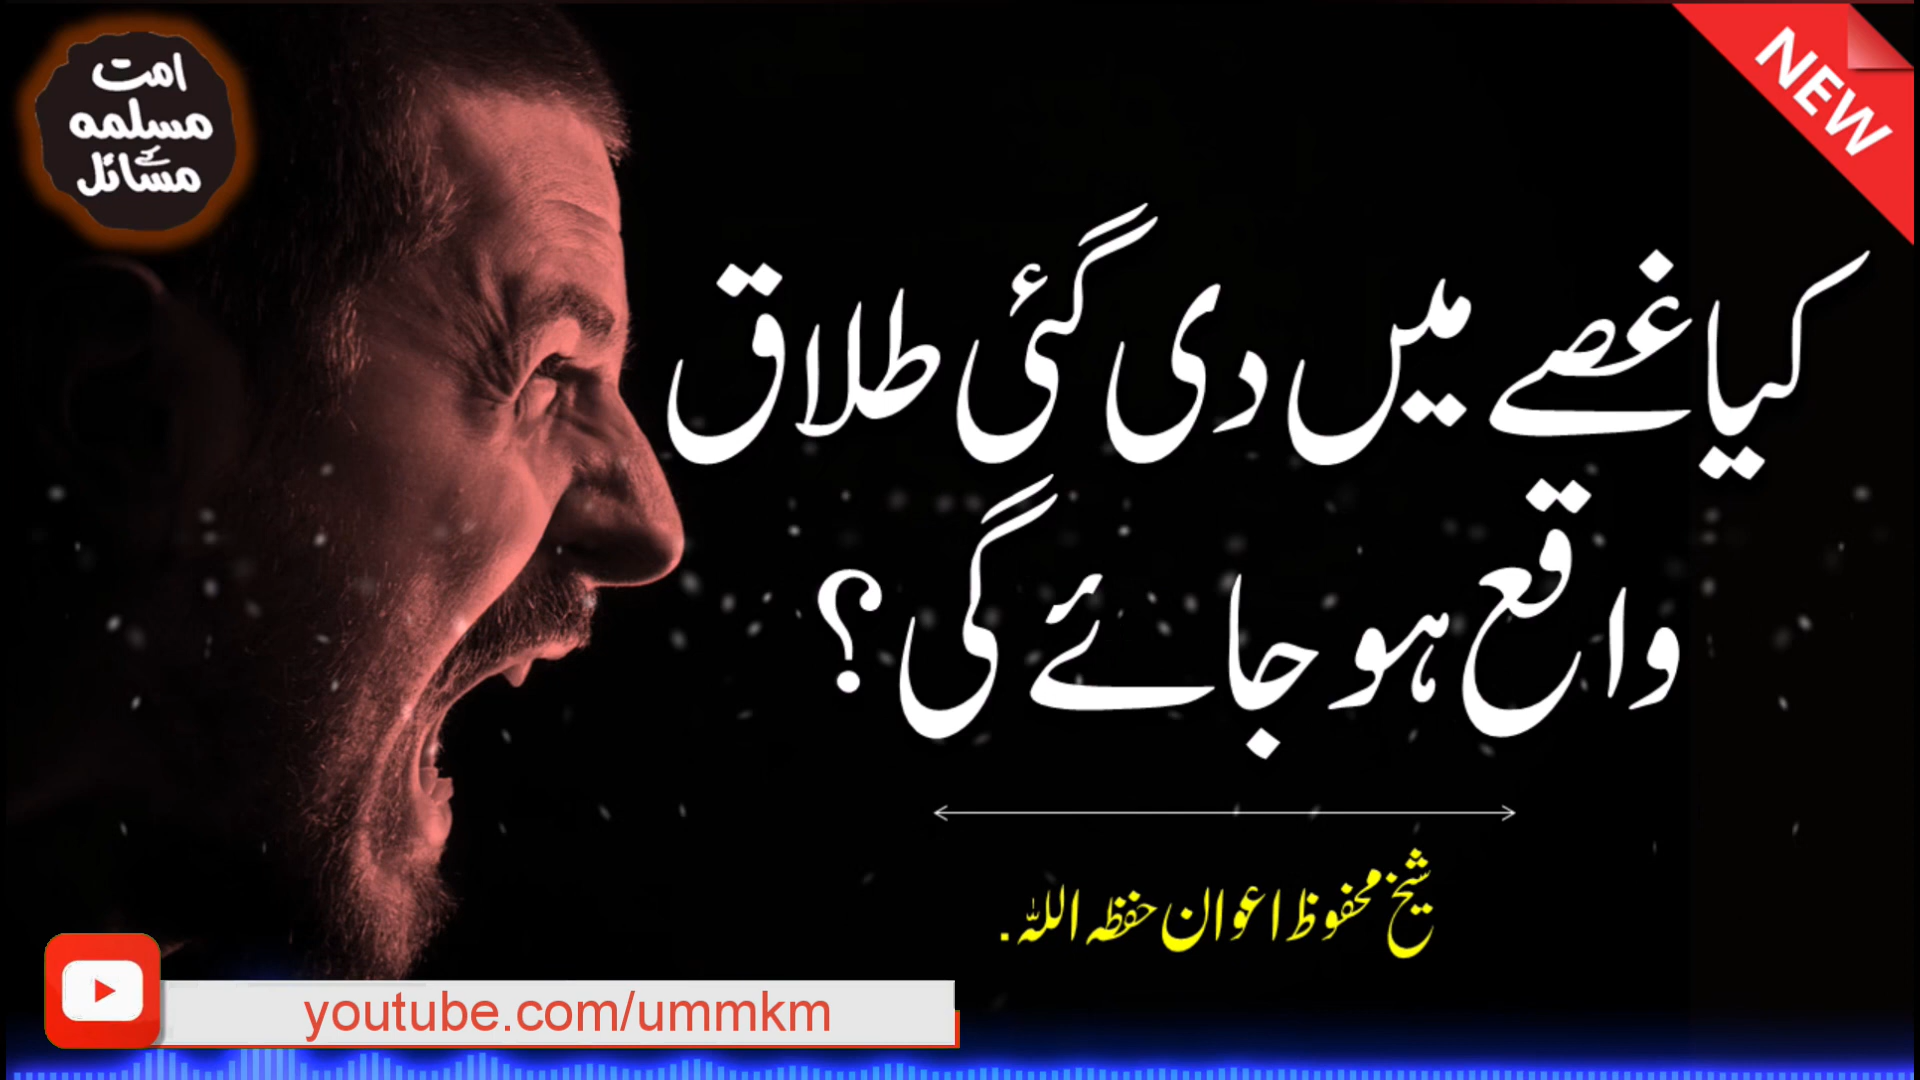 امت
مسلمہ
کے
مسائل
NEW
کیا غصے میں دی گئی طلاق
واقع ہو جائے گی؟
شیخ محفوظ اعوان حفظہ اللہ.
youtube.com/ummkm